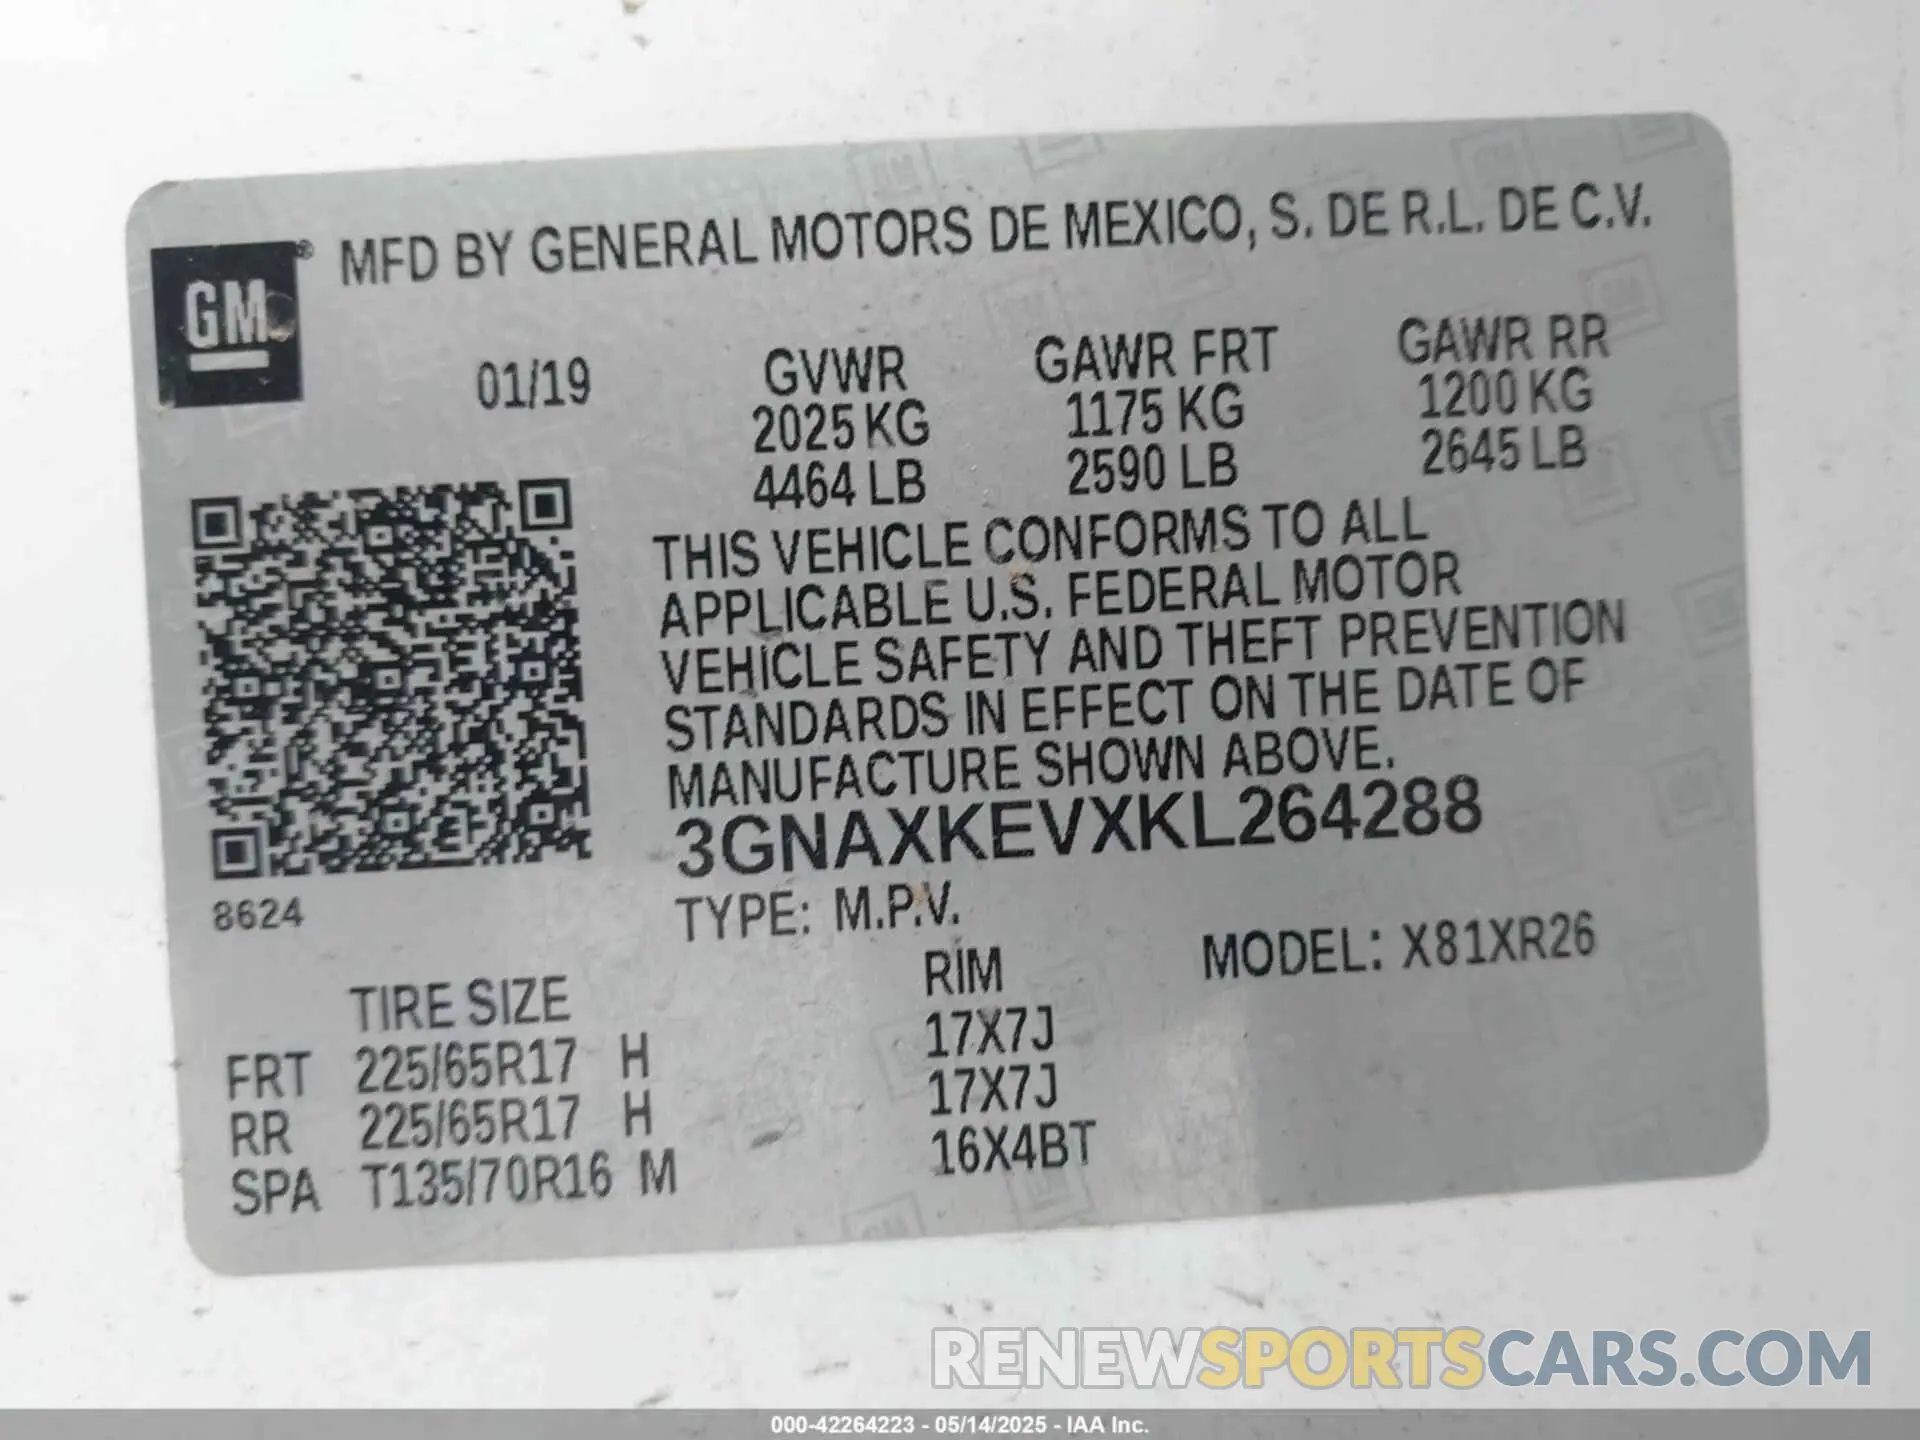 GM ® MFD BY GENERAL MOTORS DE MEXICO, S. DE R.L. DE C.V.
01/19 GVWR GAWR FRT GAWR RR
2025 KG 1175 KG 1200 KG
4464 LB 2590 LB 2645 LB
THIS VEHICLE CONFORMS TO ALL
APPLICABLE U.S. FEDERAL MOTOR
VEHICLE SAFETY AND THEFT PREVENTION
STANDARDS IN EFFECT ON THE DATE OF
MANUFACTURE SHOWN ABOVE.
3GNAXKEVXKL264288
8624 TYPE: M.P.V. MODEL: X81XR26
TIRE SIZE RIM
FRT 225/65R17 H 17X7J
RR 225/65R17 H 17X7J
SPA T135/70R16 M 16X4BT
RENEWSPORTSCARS.COM
000-42264223 - 05/14/2025 - IAA Inc.